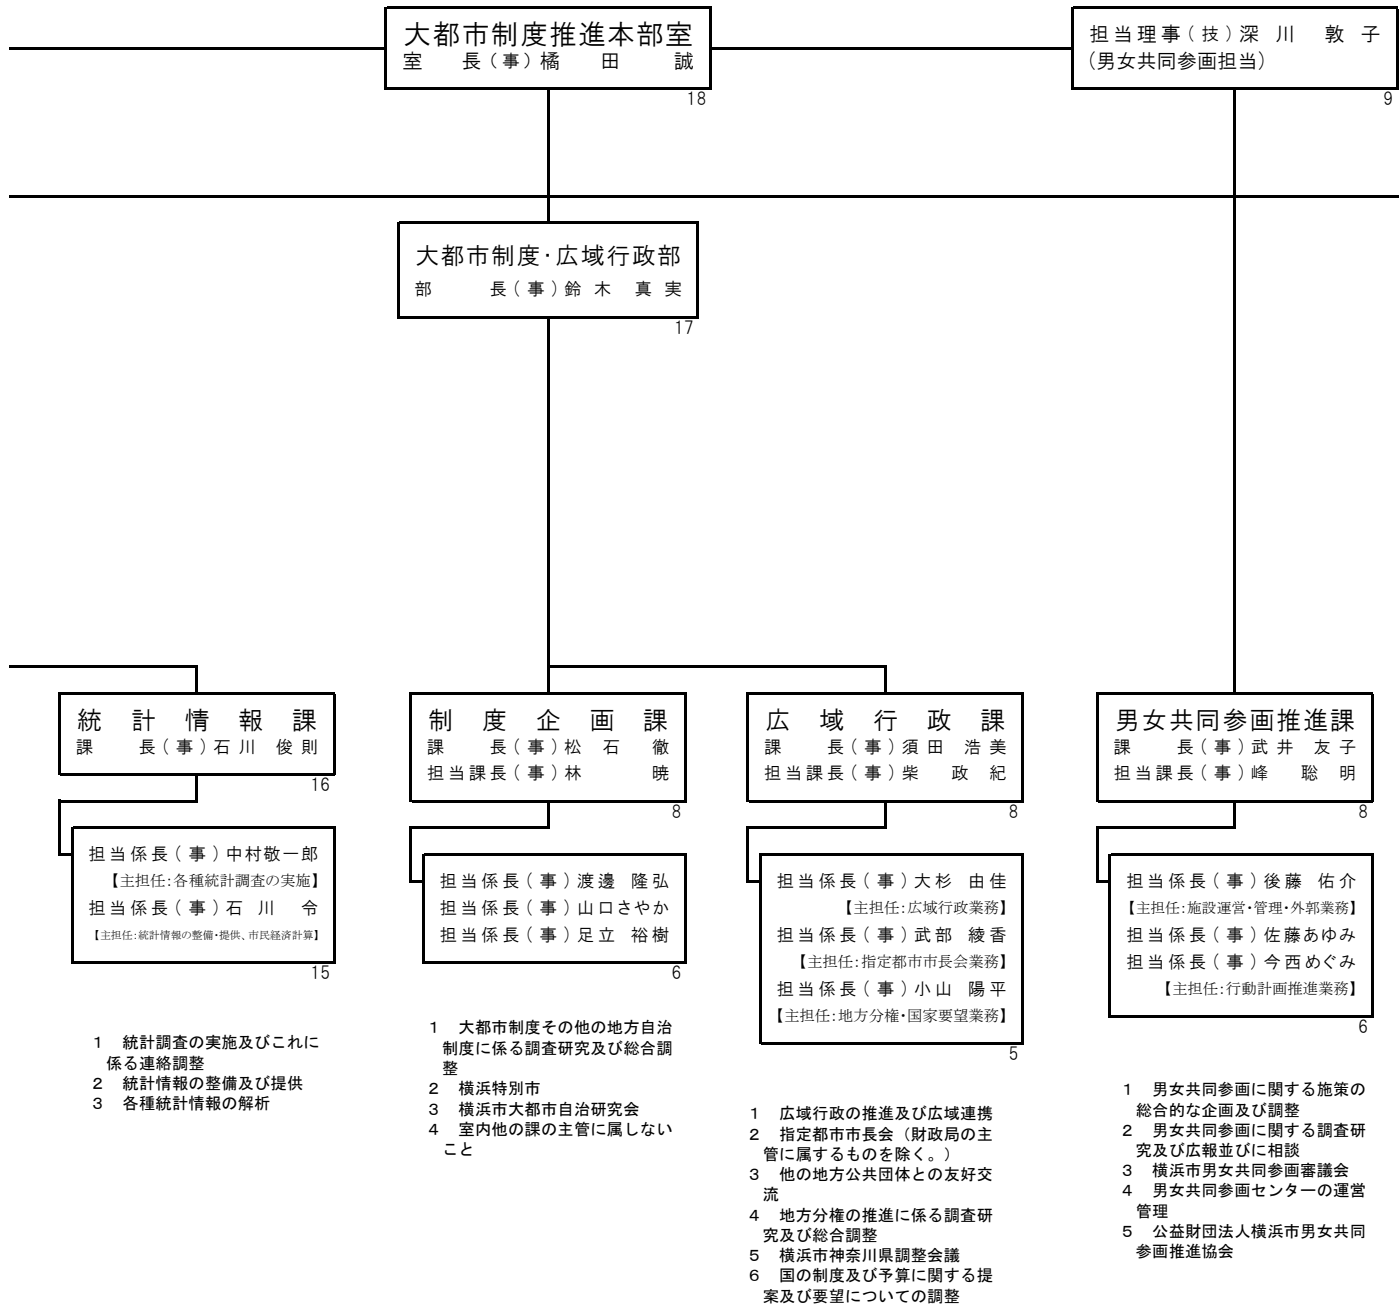 大都市制度推進本部室
室　長(事)橘　田　誠
18
担当理事(技)深　川　敦　子
(男女共同参画担当)
9
大都市制度・広域行政部
部　長(事)鈴　木　真　実
17
統計情報課
課　長(事)石川　俊則
16
担当係長(事)中村敬一郎
【主担任:各種統計調査の実施】
担当係長(事)石　川　令
【主担任:統計情報の整備・提供、市民経済計算】
15
1　統計調査の実施及びこれに
係る連絡調整
2　統計情報の整備及び提供
3　各種統計情報の解析
制度企画課
課　長(事)松　石　徹
担当課長(事)林　暁
8
担当係長(事)渡邊　隆弘
担当係長(事)山口さやか
担当係長(事)足立　裕樹
6
1　大都市制度その他の地方自治
制度に係る調査研究及び総合調
整
2　横浜特別市
3　横浜市大都市自治研究会
4　室内他の課の主管に属しない
こと
広域行政課
課　長(事)須田　浩美
担当課長(事)柴　政紀
8
担当係長(事)大杉　由佳
【主担任:広域行政業務】
担当係長(事)武部　綾香
【主担任:指定都市市長会業務】
担当係長(事)小山　陽平
【主担任:地方分権・国家要望業務】
5
1　広域行政の推進及び広域連携
2　指定都市市長会（財政局の主
管に属するものを除く。）
3　他の地方公共団体との友好交
流
4　地方分権の推進に係る調査研
究及び総合調整
5　横浜市神奈川県調整会議
6　国の制度及び予算に関する提
案及び要望についての調整
男女共同参画推進課
課　長(事)武井　友子
担当課長(事)峰　聡明
8
担当係長(事)後藤　佑介
【主担任:施設運営・管理・外郭業務】
担当係長(事)佐藤あゆみ
担当係長(事)今西めぐみ
【主担任:行動計画推進業務】
6
1　男女共同参画に関する施策の
総合的な企画及び調整
2　男女共同参画に関する調査研
究及び広報並びに相談
3　横浜市男女共同参画審議会
4　男女共同参画センターの運営
管理
5　公益財団法人横浜市男女共同
参画推進協会